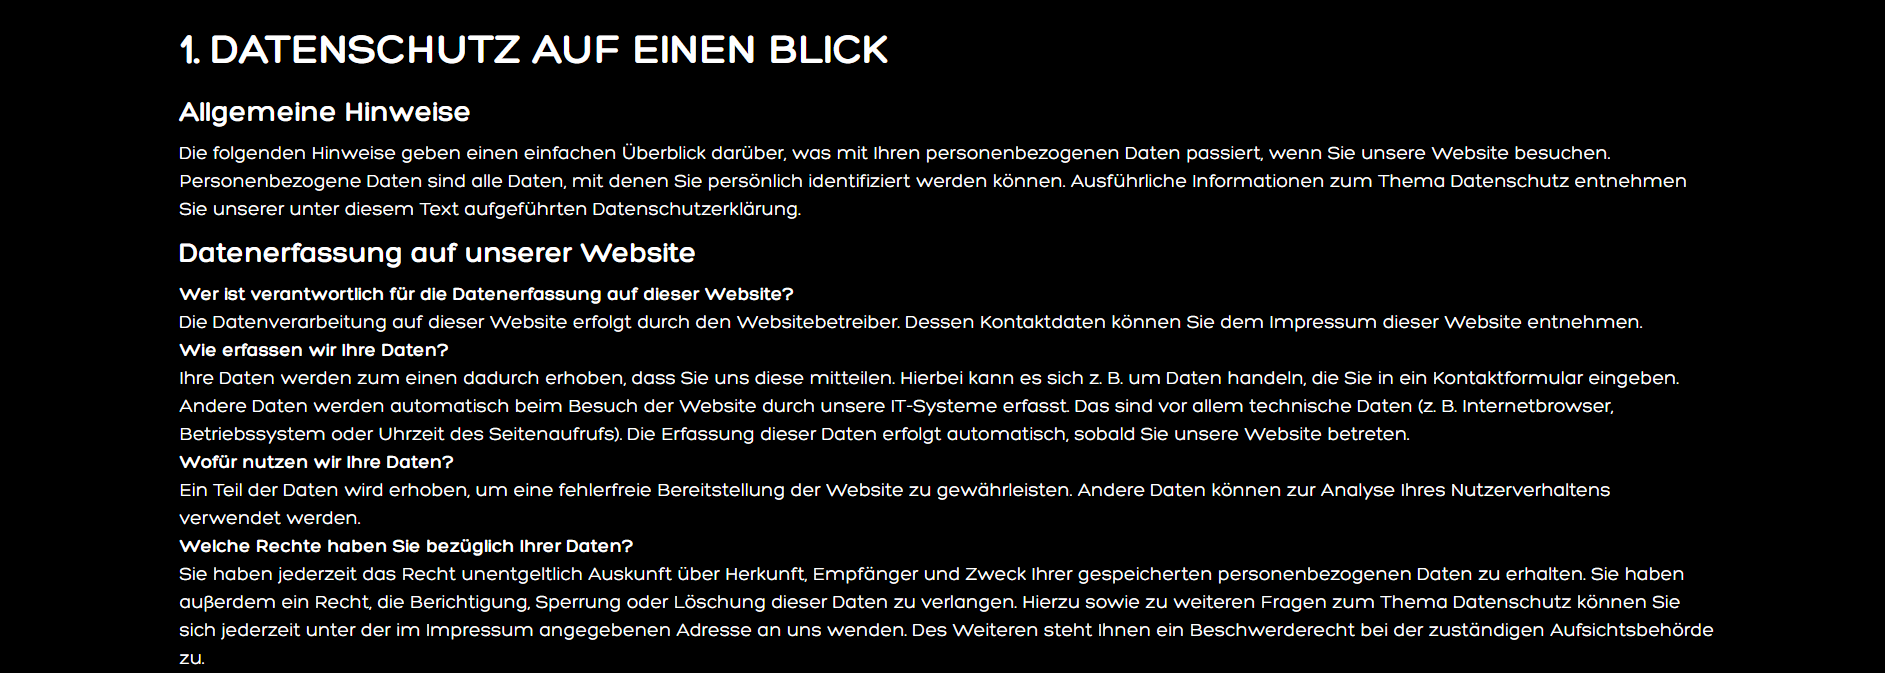 1. DATENSCHUTZ AUF EINEN BLICK
Allgemeine Hinweise
Die folgenden Hinweise geben einen einfachen Überblick darüber, was mit Ihren personenbezogenen Daten passiert, wenn Sie unsere Website besuchen.
Personenbezogene Daten sind alle Daten, mit denen Sie persönlich identifiziert werden können. Ausführliche Informationen zum Thema Datenschutz entnehmen
Sie unserer unter diesem Text aufgeführten Datenschutzerklärung.
Datenerfassung auf unserer Website
Wer ist verantwortlich für die Datenerfassung auf dieser Website?
Die Datenverarbeitung auf dieser Website erfolgt durch den Websitebetreiber. Dessen Kontaktdaten können Sie dem Impressum dieser Website entnehmen.
Wie erfassen wir Ihre Daten?
Ihre Daten werden zum einen dadurch erhoben, dass Sie uns diese mitteilen. Hierbei kann es sich z. B. um Daten handeln, die Sie in ein Kontaktformular eingeben.
Andere Daten werden automatisch beim Besuch der Website durch unsere IT-Systeme erfasst. Das sind vor allem technische Daten (z. B. Internetbrowser,
Betriebssystem oder Uhrzeit des Seitenaufrufs). Die Erfassung dieser Daten erfolgt automatisch, sobald Sie unsere Website betreten.
Wofür nutzen wir Ihre Daten?
Ein Teil der Daten wird erhoben, um eine fehlerfreie Bereitstellung der Website zu gewährleisten. Andere Daten können zur Analyse Ihres Nutzerverhaltens
verwendet werden.
Welche Rechte haben Sie bezüglich Ihrer Daten?
Sie haben jederzeit das Recht unentgeltlich Auskunft über Herkunft, Empfänger und Zweck Ihrer gespeicherten personenbezogenen Daten zu erhalten. Sie haben
außerdem ein Recht, die Berichtigung, Sperrung oder Löschung dieser Daten zu verlangen. Hierzu sowie zu weiteren Fragen zum Thema Datenschutz können Sie
sich jederzeit unter der im Impressum angegebenen Adresse an uns wenden. Des Weiteren steht Ihnen ein Beschwerderecht bei der zuständigen Aufsichtsbehörde
zu.